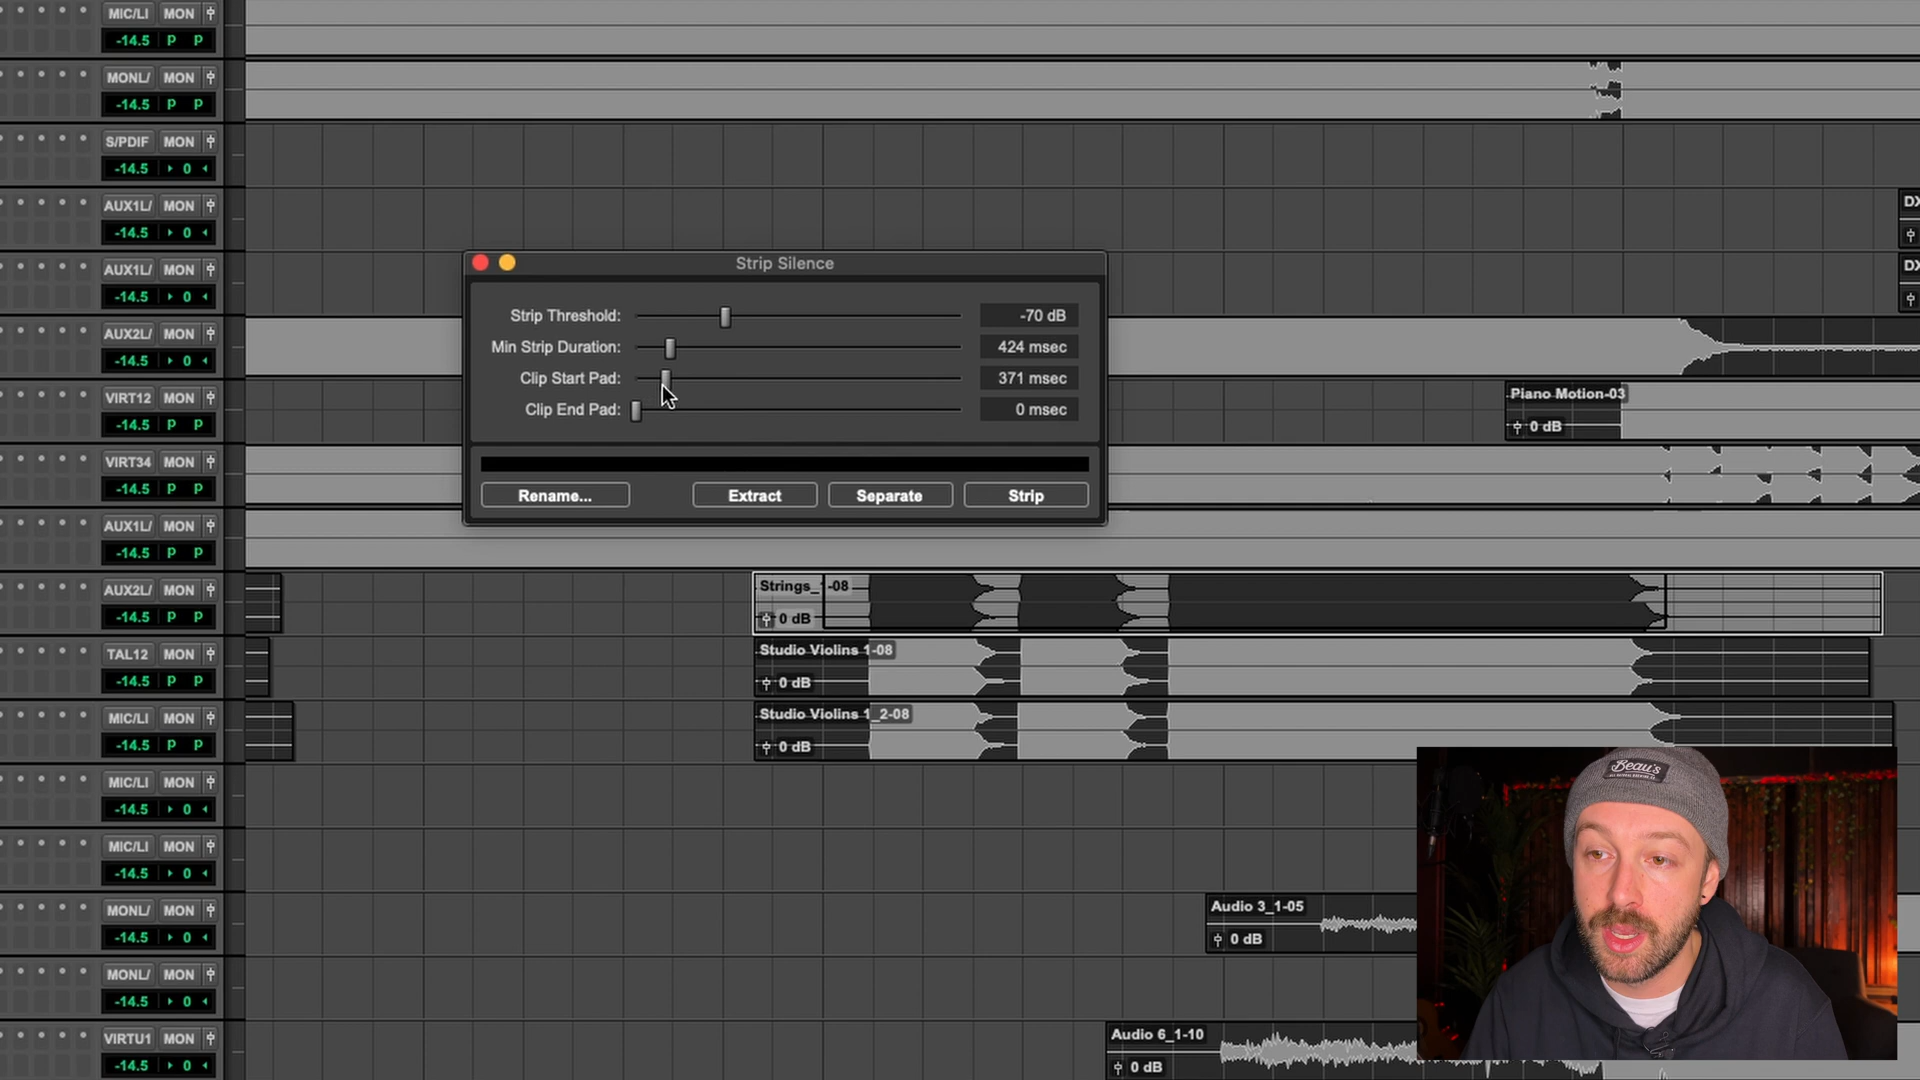 MIC/LI MON
-14.5 p p
MONL/ MON
-14.5 p p
S/PDIF MON
-14.5 0
AUX1L/ MON
-14.5 0
DX
AUX1L/ MON
-14.5 0
DX
AUX2L/ MON
-14.5 p p
VIRT12 MON
-14.5 p p
Piano Motion-03
0 dB
VIRT34 MON
-14.5 p p
AUX1L/ MON
-14.5 p p
Strip Silence
Strip Threshold: -70 dB
Min Strip Duration: 424 msec
Clip Start Pad: 371 msec
Clip End Pad: 0 msec
Rename... Extract Separate Strip
AUX2L/ MON
-14.5 p p
Strings_ -08
0 dB
TAL12 MON
-14.5 p p
Studio Violins 1-08
0 dB
MIC/LI MON
-14.5 p p
Studio Violins 1_2-08
0 dB
MIC/LI MON
-14.5 0
MIC/LI MON
-14.5 0
MONL/ MON
-14.5 0
Audio 3_1-05
0 dB
MONL/ MON
-14.5 0
VIRTU1 MON
-14.5 0
Audio 6_1-10
0 dB
Beau's